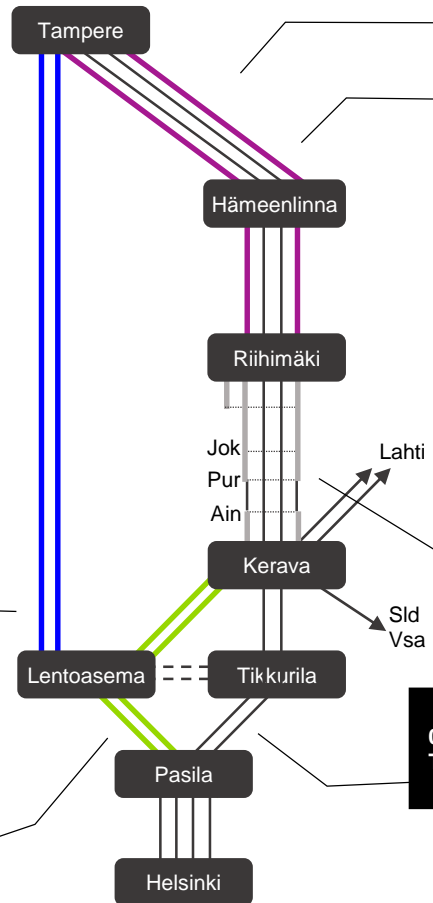 Tampere
Hämeenlinna
Riihimäki
Jok
Pur
Ain
Lahti
Kerava
Sld
Vsa
Lentoasema
Tikkurila
Pasila
Helsinki